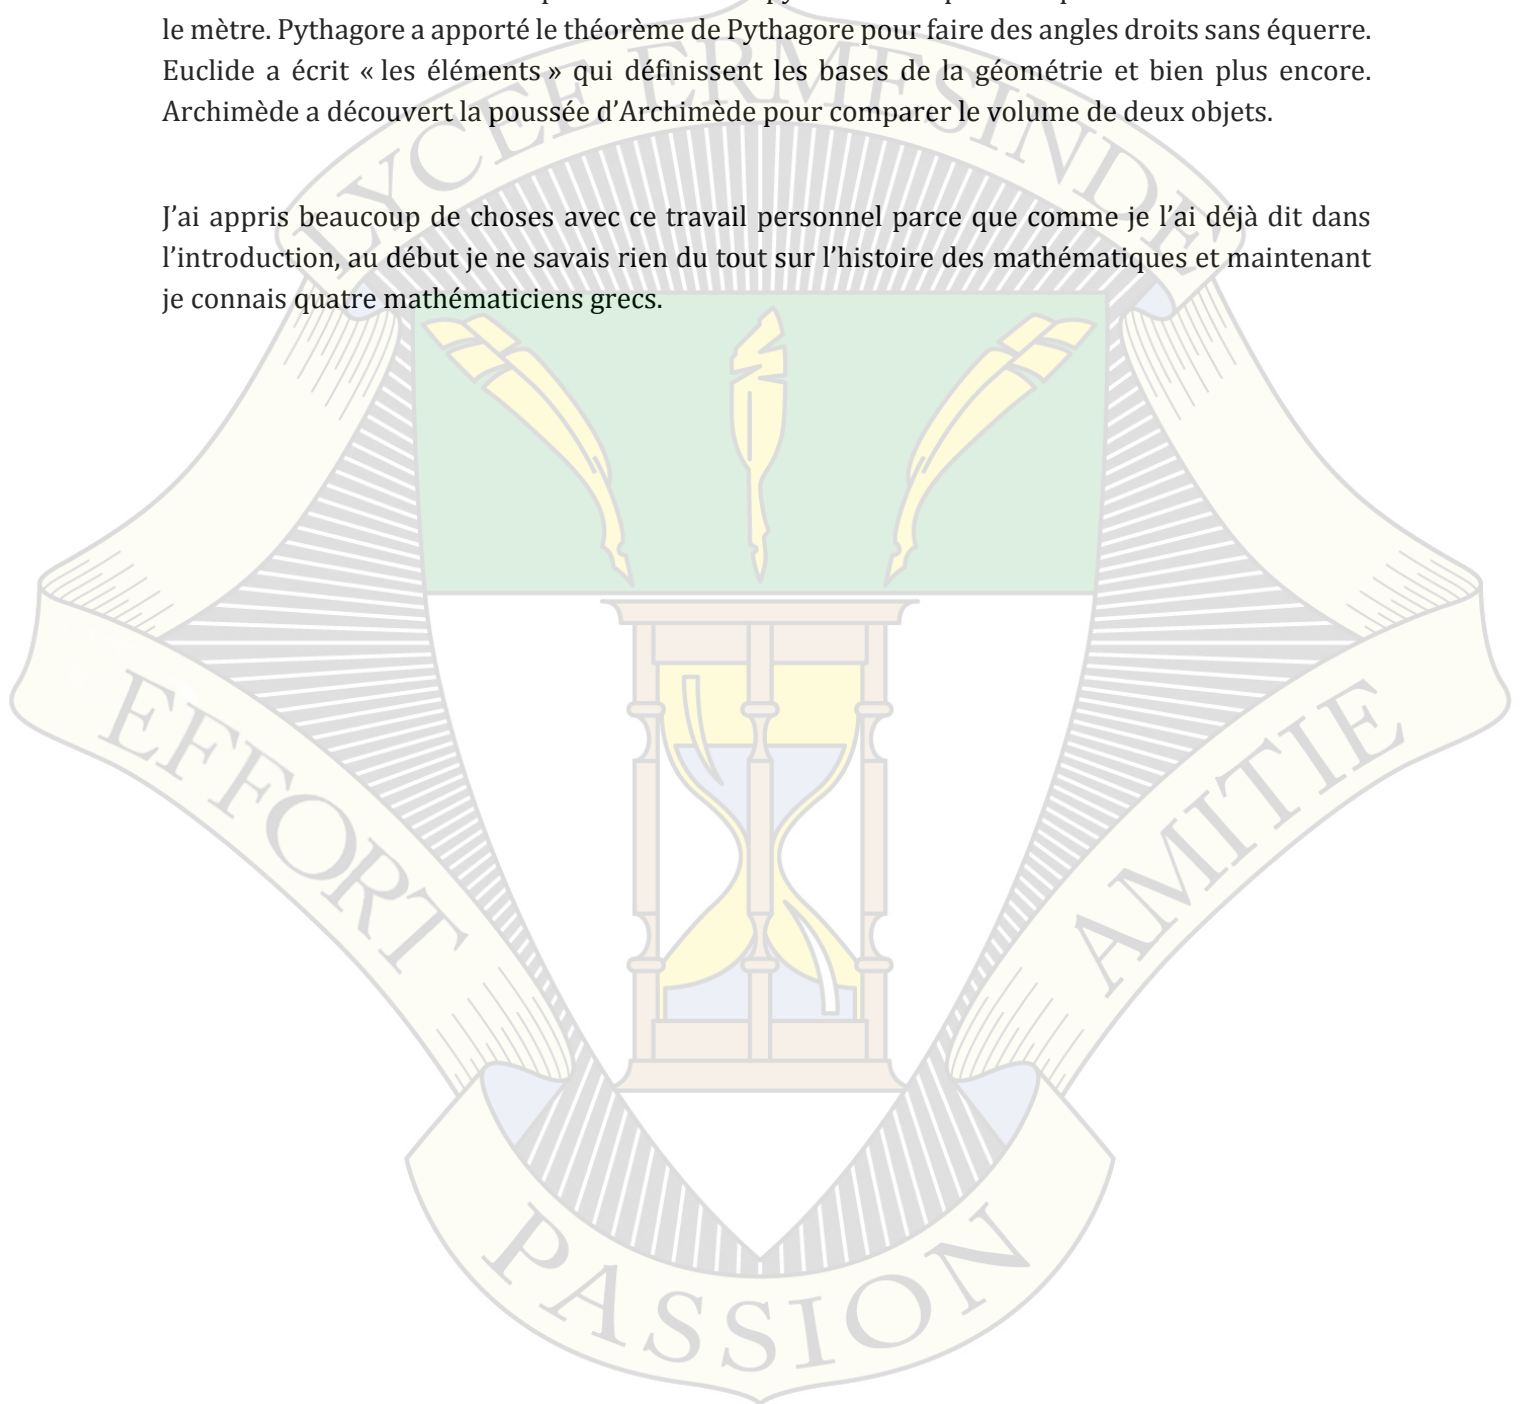 le mètre. Pythagore a apporté le théorème de Pythagore pour faire des angles droits sans équerre.
Euclide a écrit « les éléments » qui définissent les bases de la géométrie et bien plus encore.
Archimède a découvert la poussée d’Archimède pour comparer le volume de deux objets.
J’ai appris beaucoup de choses avec ce travail personnel parce que comme je l’ai déjà dit dans
l’introduction, au début je ne savais rien du tout sur l’histoire des mathématiques et maintenant
je connais quatre mathématiciens grecs.
LYCEE ERMESINDE
EFFORT
AMITIE
PASSION